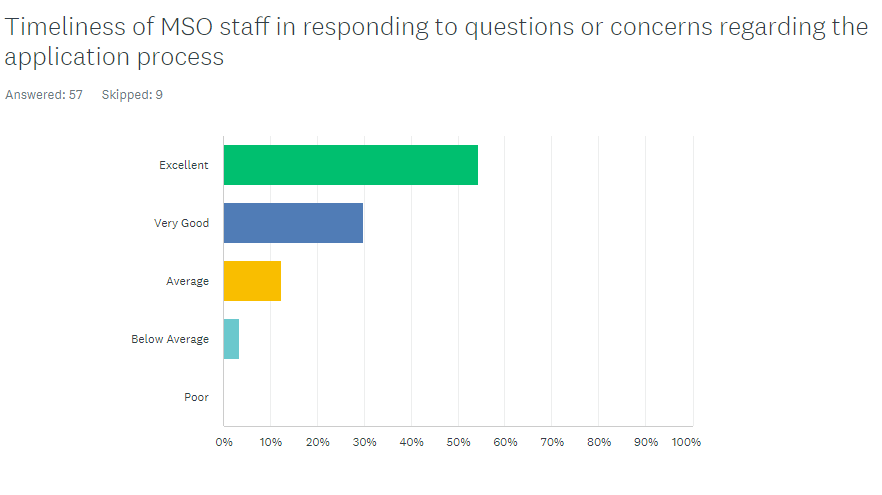 Timeliness of MSO staff in responding to questions or concerns regarding the
application process
Answered: 57 Skipped: 9
Excellent
Very Good
Average
Below Average
Poor
0% 10% 20% 30% 40% 50% 60% 70% 80% 90% 100%